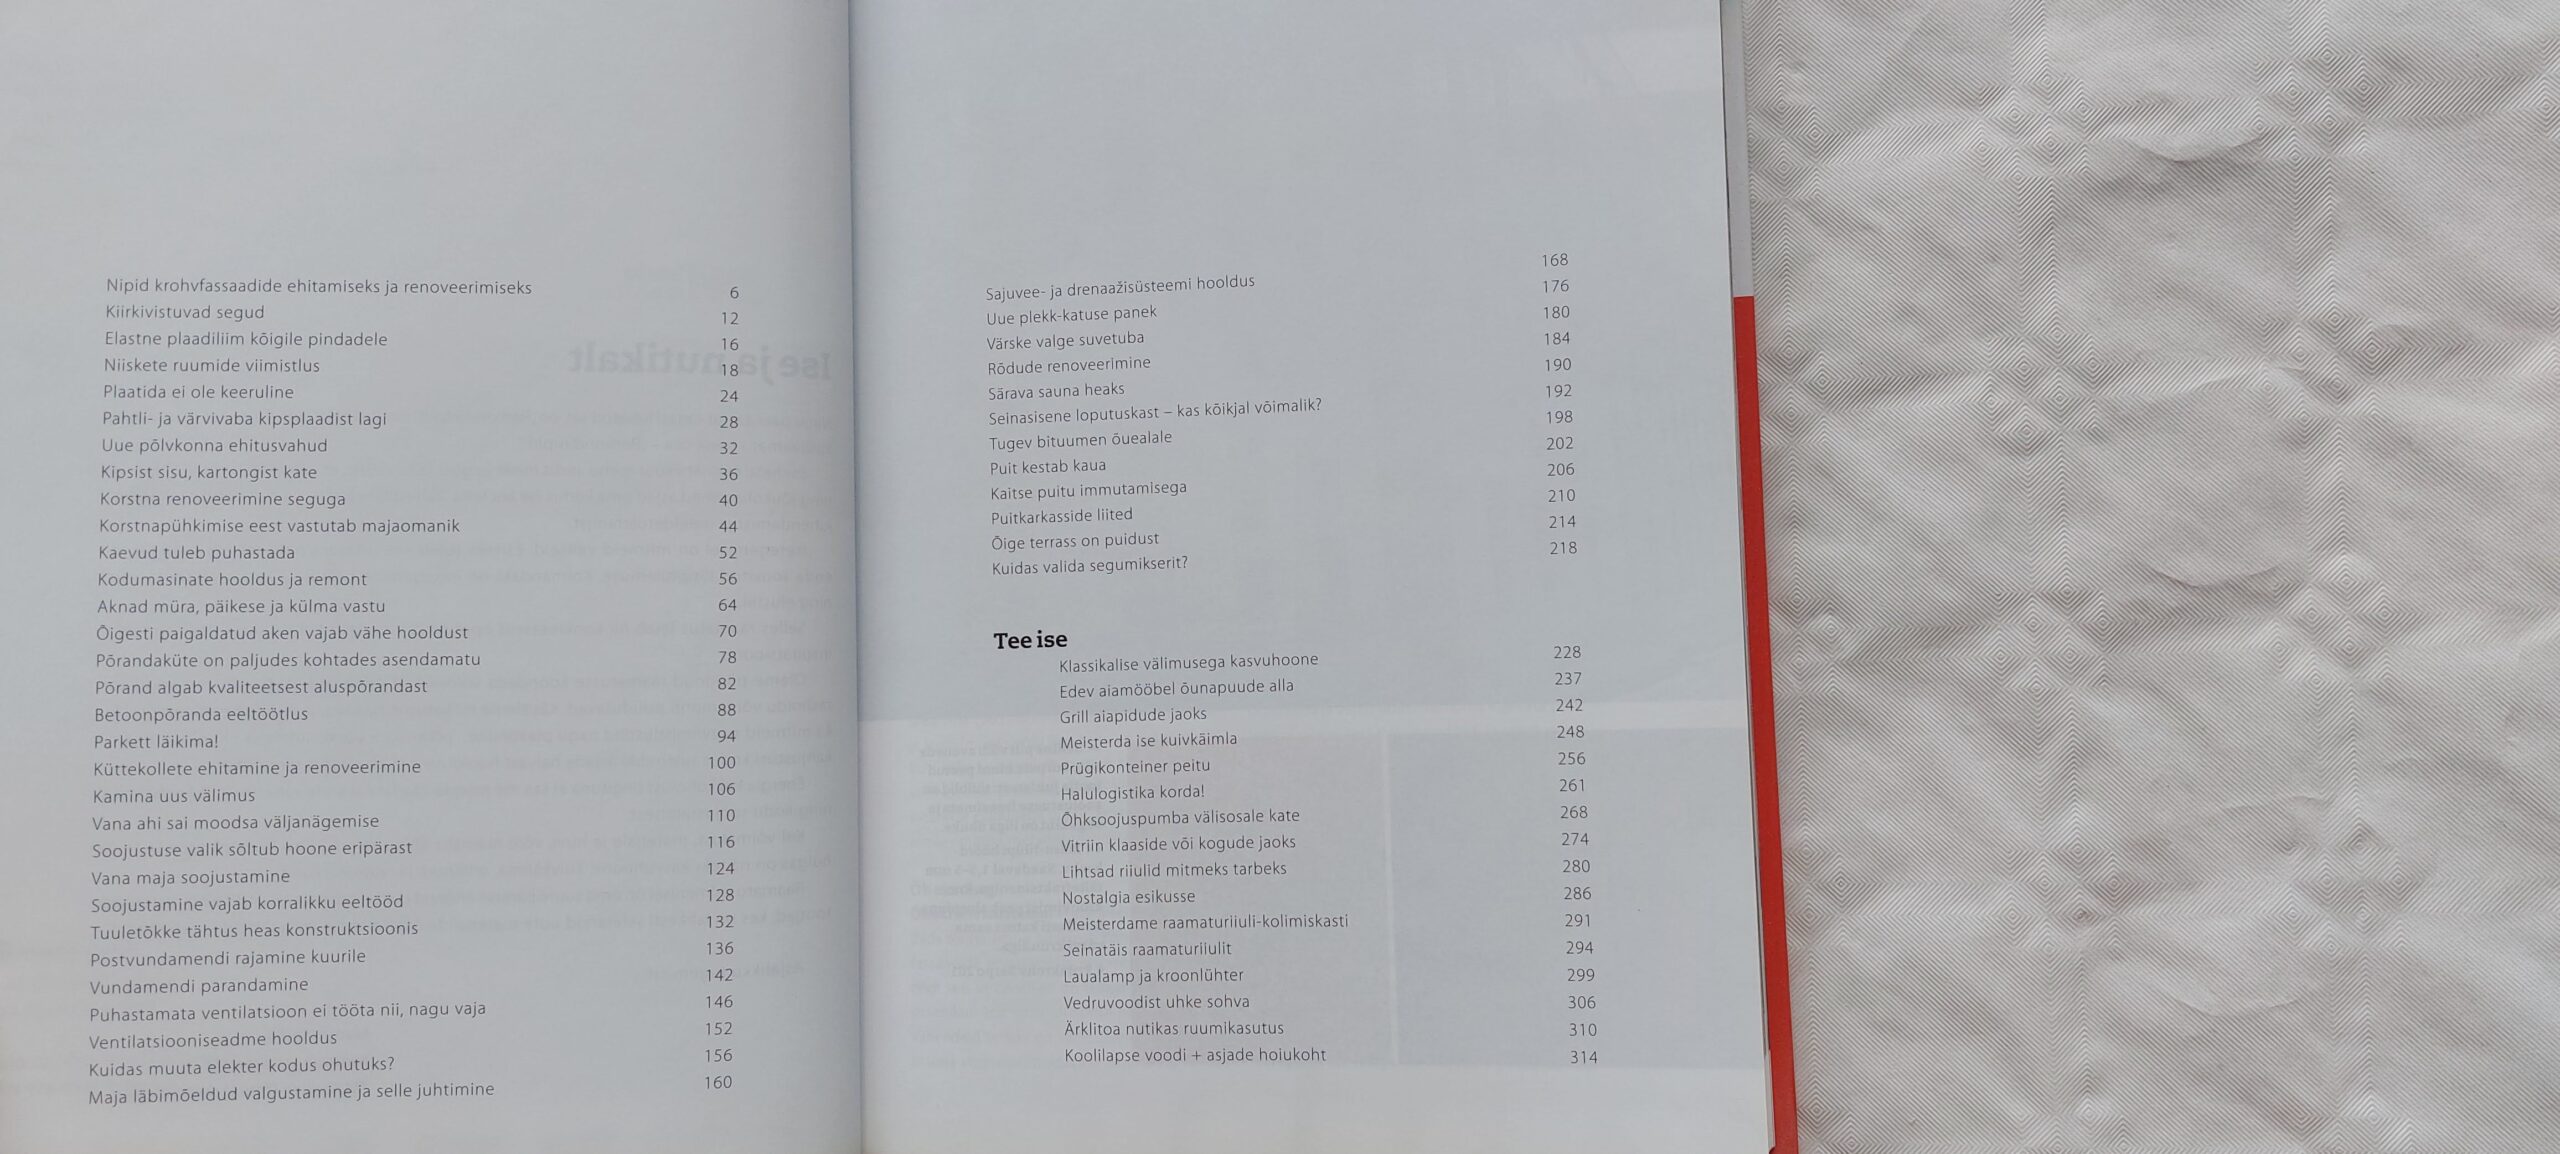 Nipid krohvfassaadide ehitamiseks ja renoveerimiseks 6
Kiirkivistuvad segud 12
Elastne plaadiliim kõigile pindadele 16
Niiskete ruumide viimistlus 18
Plaatida ei ole keeruline 24
Pahtli- ja värvivaba kipsplaadist lagi 28
Uue põlvkonna ehitusvahud 32
Kipsist sisu, kartongist kate 36
Korstna renoveerimine seguga 40
Korstnapühkimise eest vastutab majaomanik 44
Kaevud tuleb puhastada 52
Kodumasinate hooldus ja remont 56
Aknad müra, päikese ja külma vastu 64
Õigesti paigaldatud aken vajab vähe hooldust 70
Põrandaküte on paljudes kohtades asendamatu 78
Põrand algab kvaliteetsest aluspõrandast 82
Betoonpõranda eeltöötlus 88
Parkett läikima! 94
Küttekollete ehitamine ja renoveerimine 100
Kamina uus välimus 106
Vana ahi sai moodsa väljanägemise 110
Soojustuse valik sõltub hoone eripärast 116
Vana maja soojustamine 124
Soojustamine vajab korralikku eeltööd 128
Tuuletõkke tähtus heas konstruktsioonis 132
Postvundamendi rajamine kuurile 136
Vundamendi parandamine 142
Puhastamata ventilatsioon ei tööta nii, nagu vaja 146
Ventilatsiooniseadme hooldus 152
Kuidas muuta elekter kodus ohutuks? 156
Maja läbimõeldud valgustamine ja selle juhtimine 160
Sajuvee- ja drenaažisüsteemi hooldus 168
Uue plekk-katuse panek 176
Värske valge suvetuba 180
Rõdude renoveerimine 184
Särava sauna heaks 190
Seinasisene loputuskast – kas kõikjal võimalik? 192
Tugev bituumen õuealale 198
Puit kestab kaua 202
Kaitse puitu immutamisega 206
Puitkarkasside liited 210
Õige terrass on puidust 214
Kuidas valida segumikserit? 218
Tee ise
Klassikalise välimusega kasvuhoone 228
Edev aiamööbel õunapuude alla 237
Grill aiapidude jaoks 242
Meisterda ise kuivkäimla 248
Prügikonteiner peitu 256
Halulogistika korda! 261
Õhksoojuspumba välisosale kate 268
Vitriin klaaside või kogude jaoks 274
Lihtsad riiulid mitmeks tarbeks 280
Nostalgia esikusse 286
Meisterdame raamaturiiuli-kolimiskasti 291
Seinatäis raamaturiiulit 294
Laualamp ja kroonlühter 299
Vedruvoodist uhke sohva 306
Ärklitoa nutikas ruumikasutus 310
Koolilapse voodi + asjade hoiukoht 314